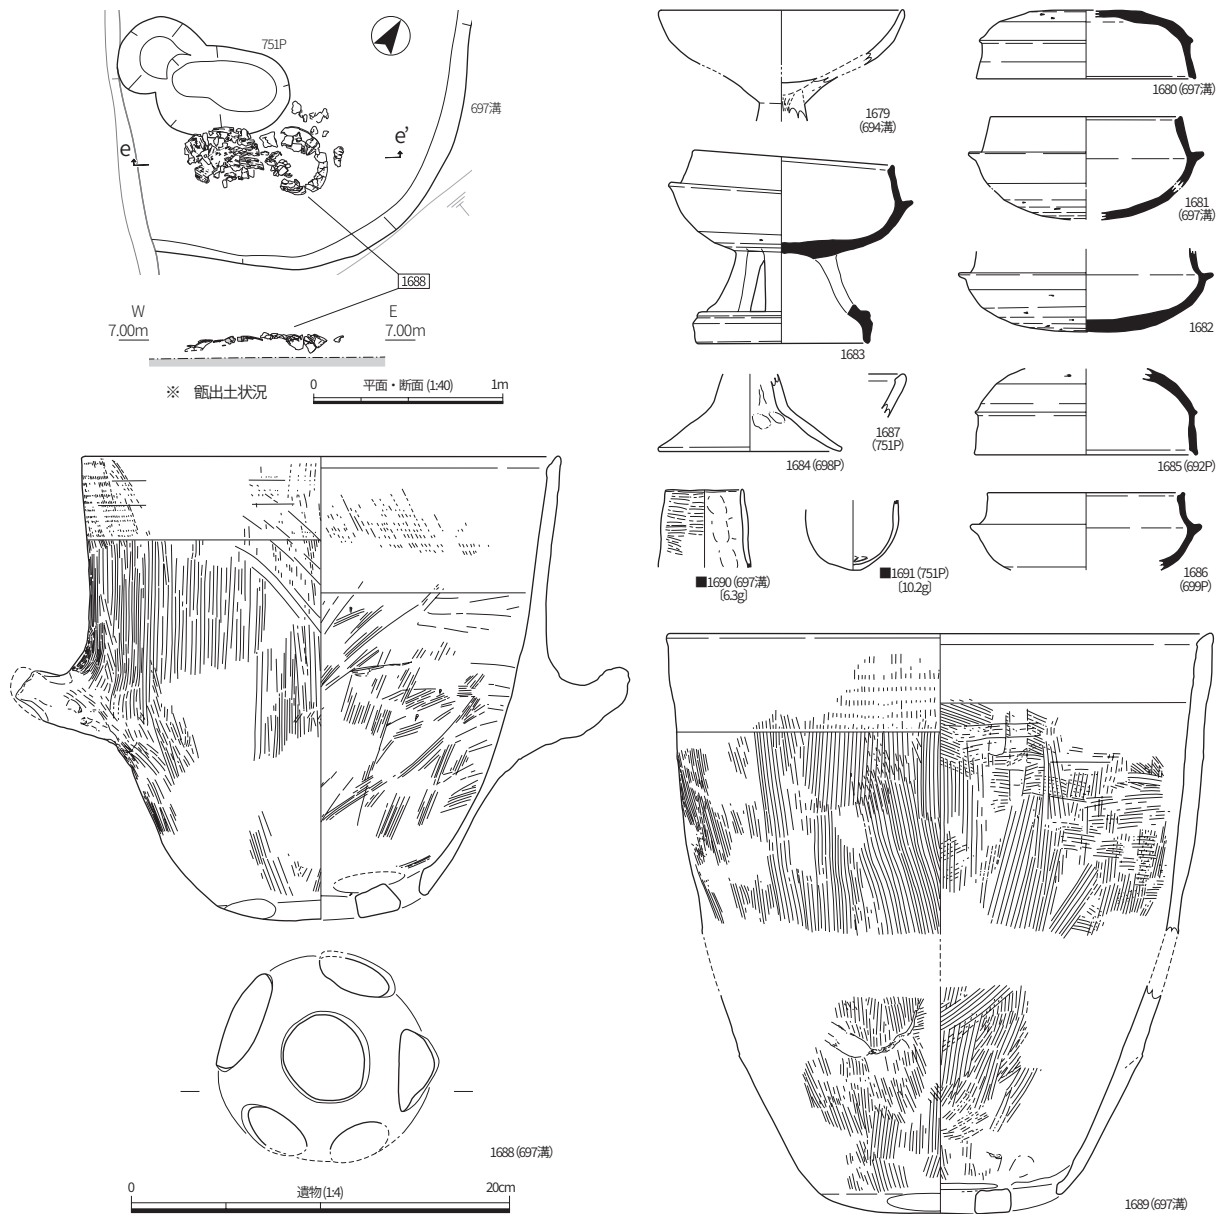 751P
697溝
e
e'
1688
W
7.00m
E
7.00m
※ 甑出土状況
0 平面・断面 (1:40) 1m
1679
(694溝)
1680 (697溝)
1681
(697溝)
1682
1683
1684 (698P)
1687
(751P)
1685 (692P)
■1690 (697溝)
〔6.3g〕
■1691 (751P)
〔10.2g〕
1686
(699P)
1688 (697溝)
0 遺物 (1:4) 20cm
1689 (697溝)